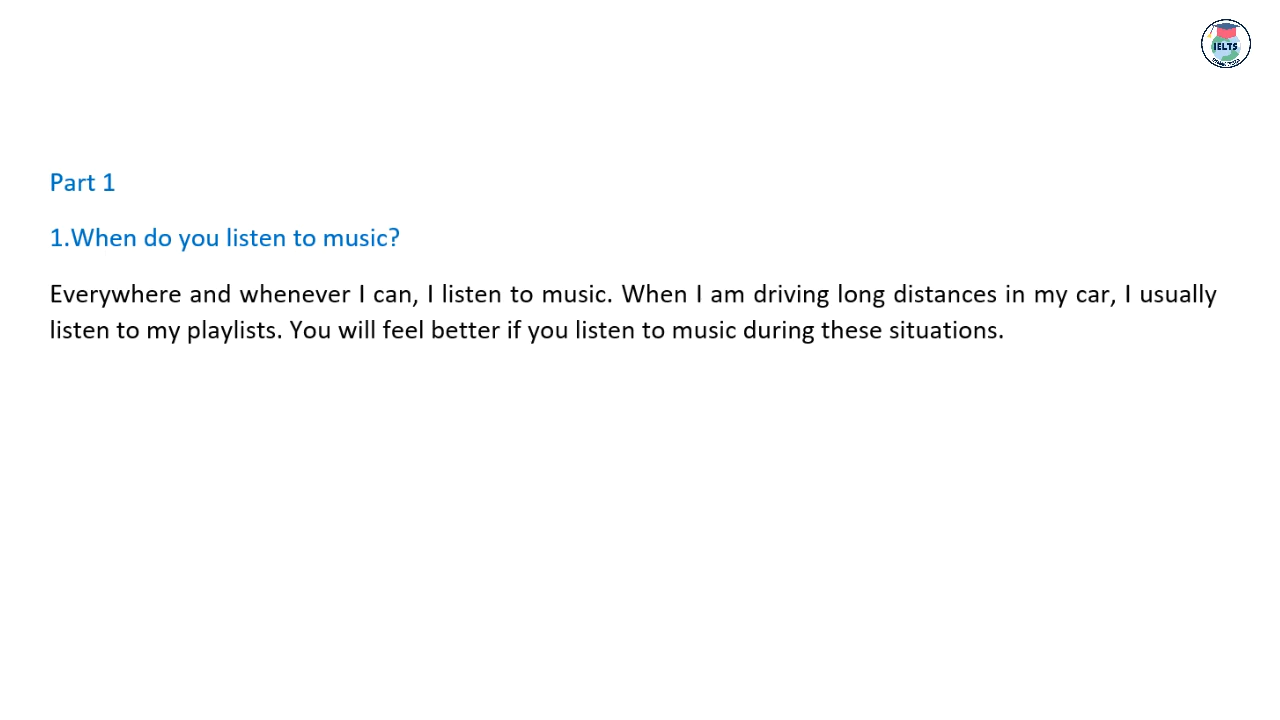 IELTS
Part 1
1.When do you listen to music?
Everywhere and whenever I can, I listen to music. When I am driving long distances in my car, I usually
listen to my playlists. You will feel better if you listen to music during these situations.